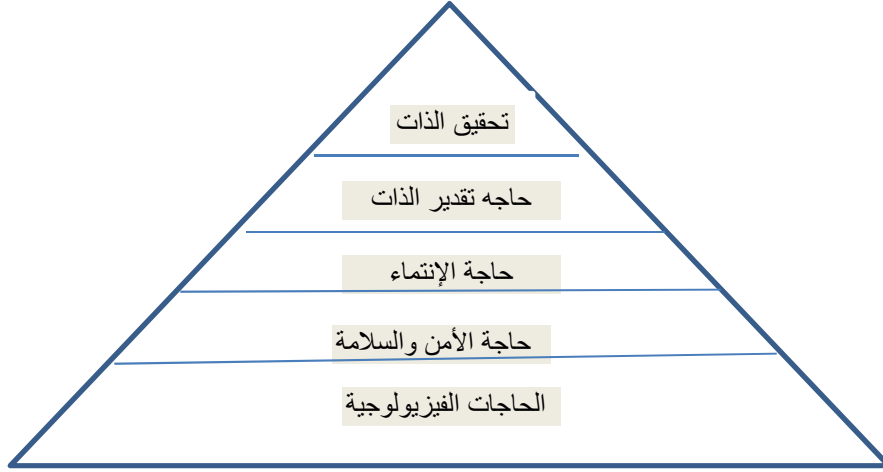 تحقيق الذات
حاجه تقدير الذات
حاجة الإنتماء
حاجة الأمن والسلامة
الحاجات الفيزيولوجية